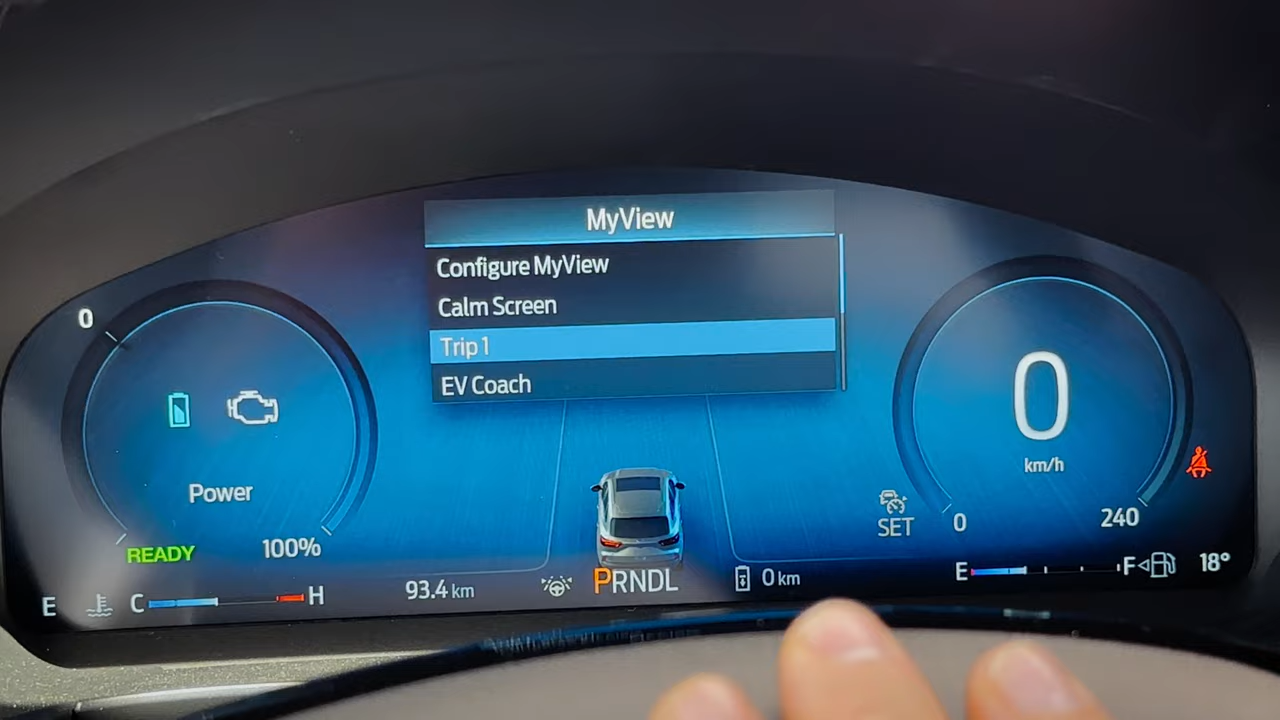 MyView
Configure MyView
Calm Screen
Trip 1
EV Coach
0
Power
READY
100%
0
km/h
SET
0
240
E
C
H
93.4 km
PRNDL
0 km
E
F
18°